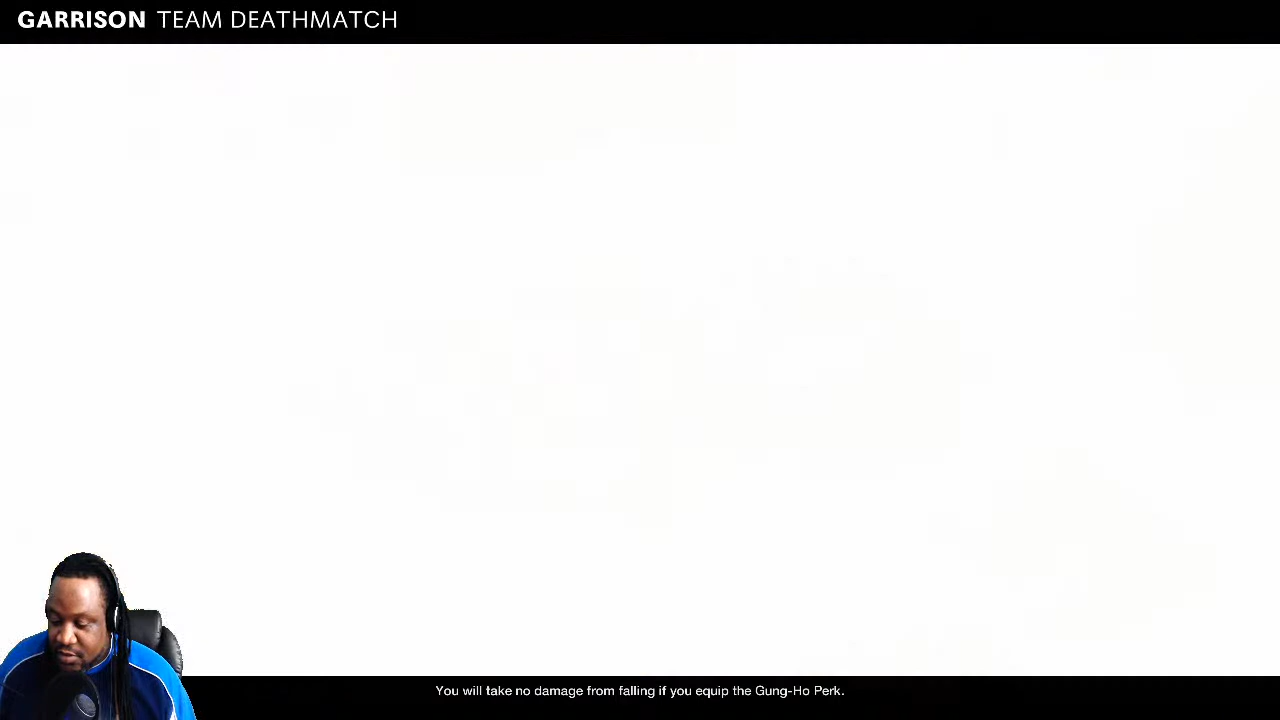 GARRISON TEAM DEATHMATCH
You will take no damage from falling if you equip the Gung-Ho Perk.